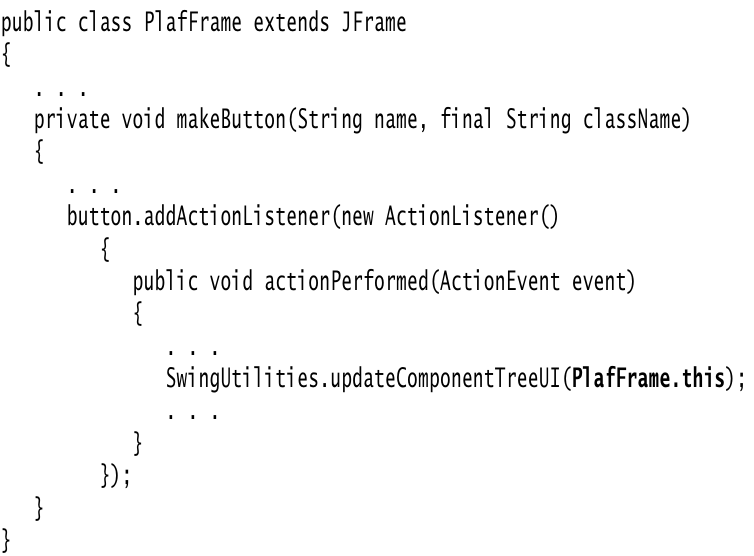 public class PlafFrame extends JFrame
{
. . .
private void makeButton(String name, final String className)
{
. . .
button.addActionListener(new ActionListener()
{
public void actionPerformed(ActionEvent event)
{
. . .
SwingUtilities.updateComponentTreeUI(PlafFrame.this);
. . .
}
});
}
}